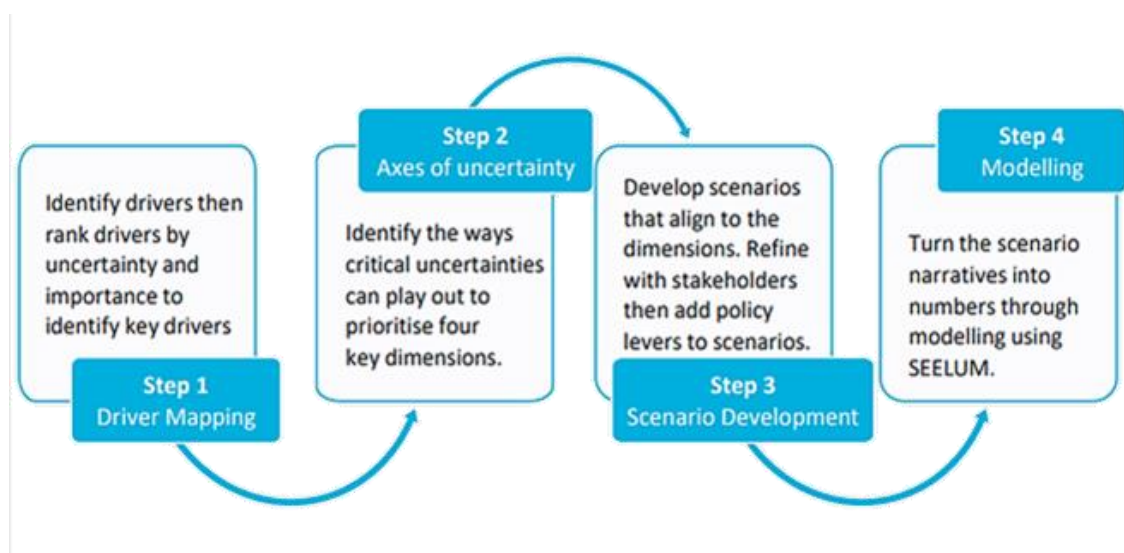 Identify drivers then
rank drivers by
uncertainty and
importance to
identify key drivers
Step 1
Driver Mapping
Step 2
Axes of uncertainty
Identify the ways
critical uncertainties
can play out to
prioritise four
key dimensions.
Develop scenarios
that align to the
dimensions. Refine
with stakeholders
then add policy
levers to scenarios.
Step 3
Scenario Development
Step 4
Modelling
Turn the scenario
narratives into
numbers through
modelling using
SEELUM.